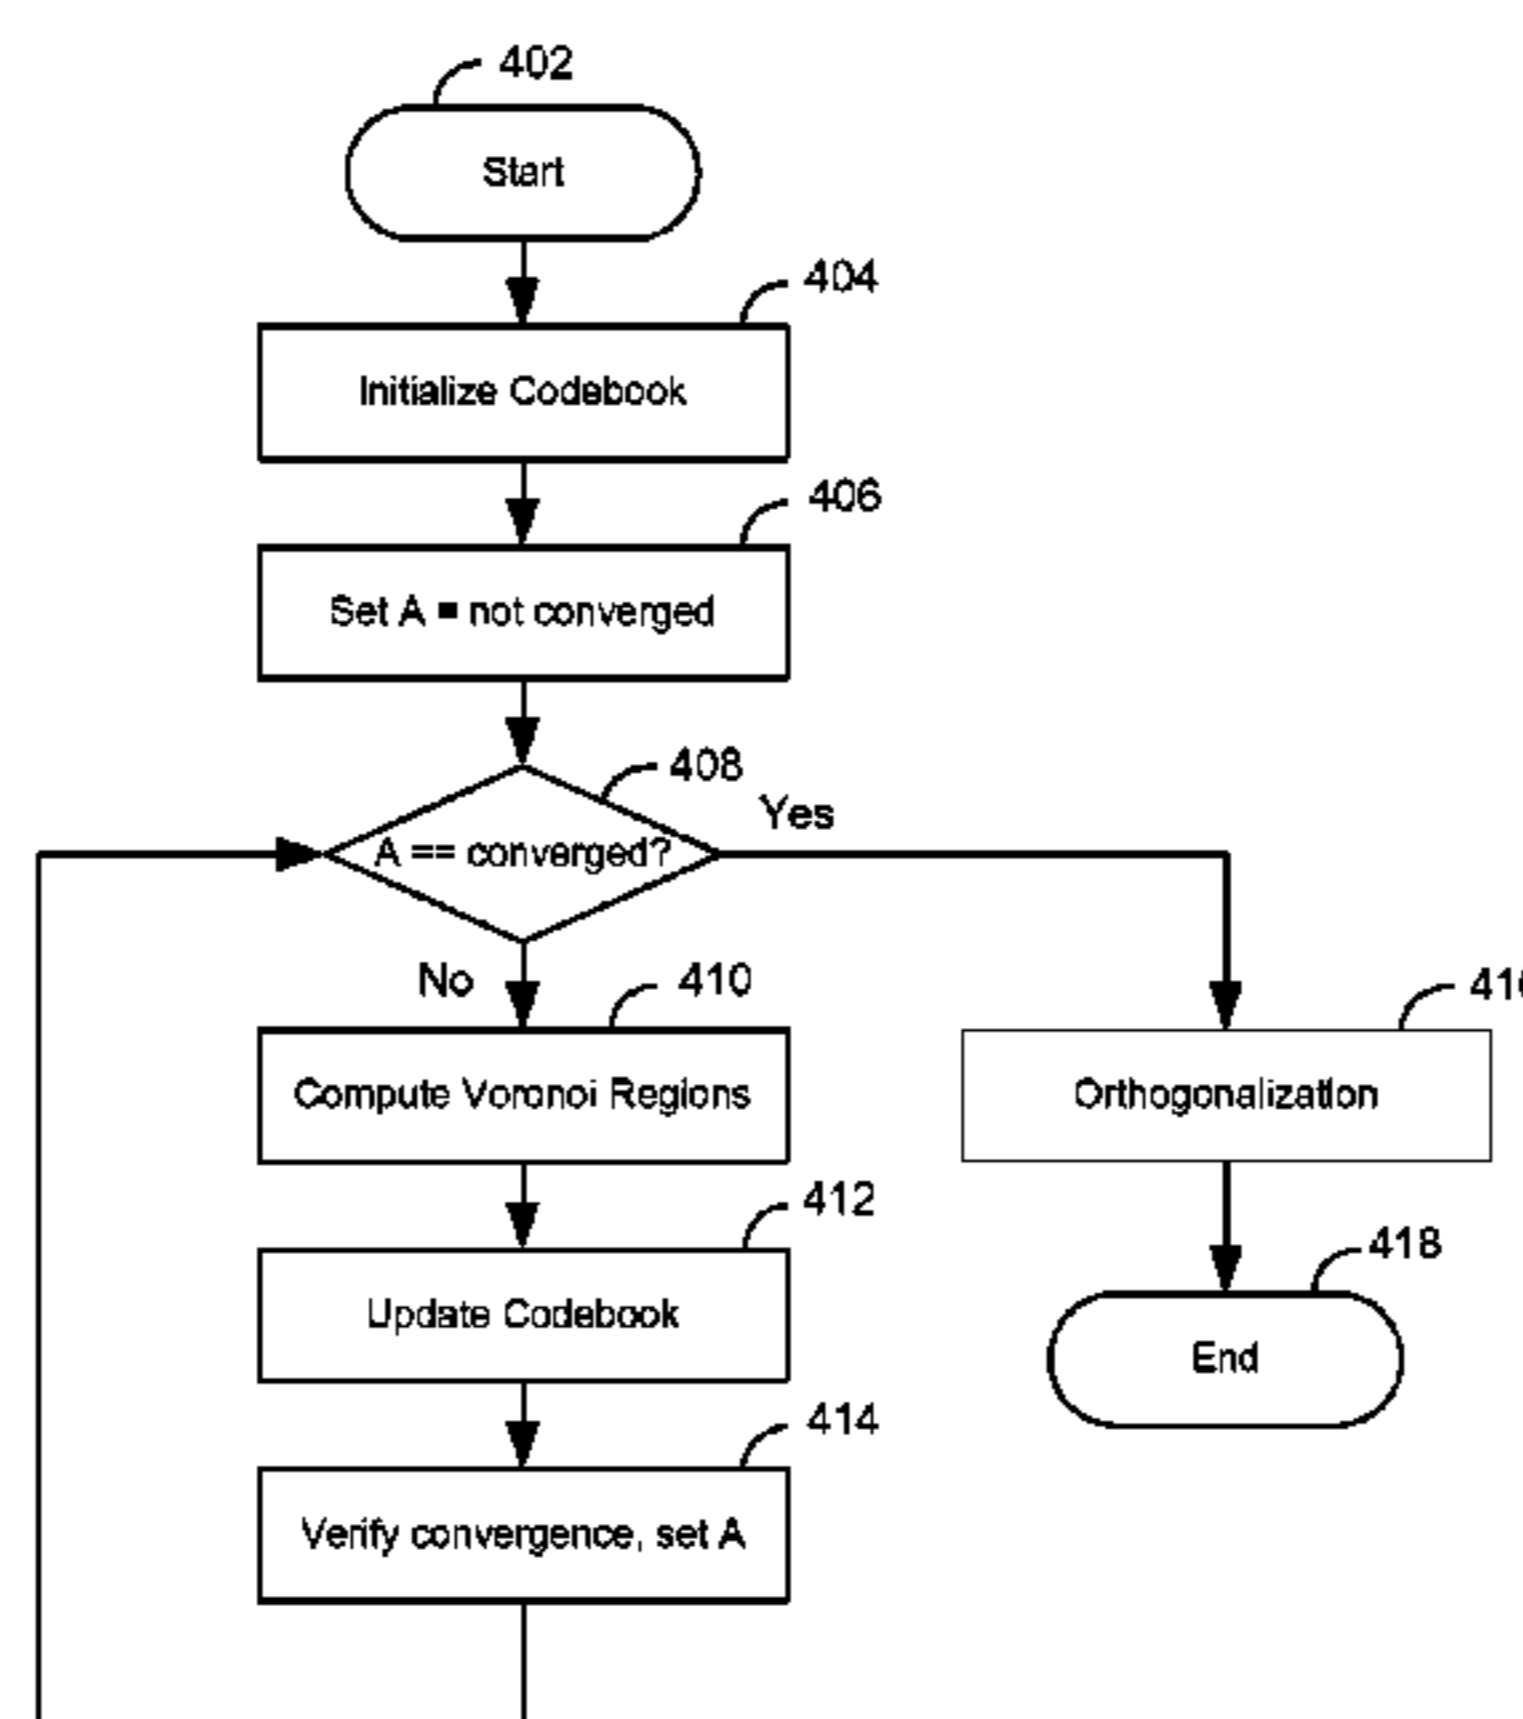 402
Start
404
Initialize Codebook
406
Set A = not converged
408
Yes
A == converged?
No
410
Compute Voronoi Regions
Orthogonalization
412
Update Codebook
418
End
414
Verify convergence, set A